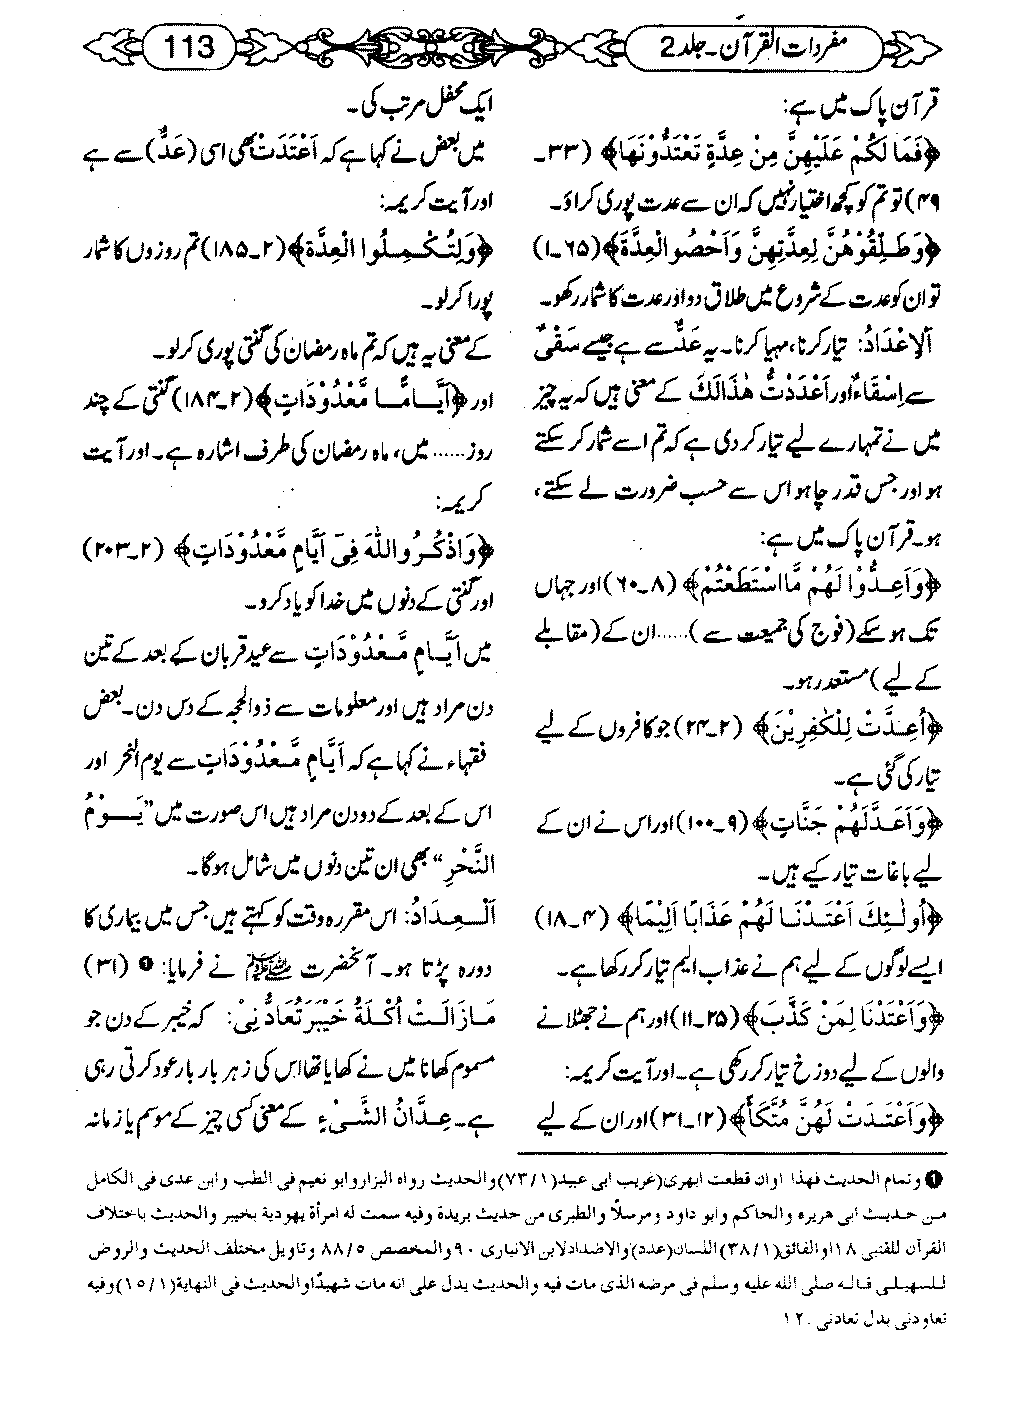 مفردات القرآن۔جلد 2
113
قرآن پاک میں ہے:
﴿فَمَا لَكُمْ عَلَيْهِنَّ مِنْ عِدَّةٍ تَعْتَدُّوْنَهَا﴾ (۳۳۔
۴۹) تو تم کو کچھ اختیار نہیں کہ ان سے عدت پوری کراؤ۔
﴿وَطَلِّقُوْهُنَّ لِعِدَّتِهِنَّ وَاَحْصُوا الْعِدَّةَ﴾ (۶۵۔۱)
تو ان کو عدت کے شروع میں طلاق دو اور عدت کا شمار رکھو۔
اَلْاِعْدَادُ: تیار کرنا، مہیا کرنا۔ یہ عَدٌّ سے ہے جیسے سَقْیٌ
سے اِسْقَاءٌ اور اَعْدَدْتُّ هٰذَا لَكَ کے معنی ہیں کہ یہ چیز
میں نے تمہارے لیے تیار کر دی ہے کہ تم اسے شمار کر سکتے
ہو اور جس قدر چاہو اس سے حسب ضرورت لے سکتے،
ہو۔ قرآن پاک میں ہے:
﴿وَاَعِدُّوْا لَهُمْ مَّا اسْتَطَعْتُمْ﴾ (۸۔۶۰) اور جہاں
تک ہو سکے (فوج کی جمیعت سے)...... ان کے (مقابلے
کے لیے) مستعد رہو۔
﴿اُعِدَّتْ لِلْكٰفِرِيْنَ﴾ (۲۔۲۴) جو کافروں کے لیے
تیار کی گئی ہے۔
﴿وَاَعَدَّ لَهُمْ جَنّٰتٍ﴾ (۹۔۱۰۰) اور اس نے ان کے
لیے باغات تیار کیے ہیں۔
﴿اُولٰٓئِكَ اَعْتَدْنَا لَهُمْ عَذَابًا اَلِيْمًا﴾ (۴۔۱۸)
ایسے لوگوں کے لیے ہم نے عذاب الیم تیار کر رکھا ہے۔
﴿وَاَعْتَدْنَا لِمَنْ كَذَّبَ﴾ (۲۵۔۱۱) اور ہم نے جھٹلانے
والوں کے لیے دوزخ تیار کر رکھی ہے۔ اور آیت کریمہ:
﴿وَاَعْتَدَتْ لَهُنَّ مُتَّكَاً﴾ (۱۲۔۳۱) اور ان کے لیے
ایک محفل مرتب کی۔
میں بعض نے کہا ہے کہ اَعْتَدَتْ بھی اسی (عَدٌّ) سے ہے
اور آیت کریمہ:
﴿وَلِتُكْمِلُوا الْعِدَّةَ﴾ (۲۔۱۸۵) تم روزوں کا شمار
پورا کر لو۔
کے معنی یہ ہیں کہ تم ماہ رمضان کی گنتی پوری کر لو۔
اور ﴿اَيَّامًا مَّعْدُوْدَاتٍ﴾ (۲۔۱۸۴) گنتی کے چند
روز...... میں، ماہ رمضان کی طرف اشارہ ہے۔ اور آیت
کریمہ:
﴿وَاذْكُرُوا اللّٰهَ فِيْٓ اَيَّامٍ مَّعْدُوْدَاتٍ﴾ (۲۔۲۰۳)
اور گنتی کے دنوں میں خدا کو یاد کرو۔
میں اَيَّامٍ مَّعْدُوْدَاتٍ سے عید قربان کے بعد کے تین
دن مراد ہیں اور معلومات سے ذوالحجہ کے دس دن۔ بعض
فقہاء نے کہا ہے کہ اَيَّامٍ مَّعْدُوْدَاتٍ سے یوم النحر اور
اس کے بعد کے دو دن مراد ہیں اس صورت میں ”يَوْمُ
النَّحْرِ“ بھی ان تین دنوں میں شامل ہوگا۔
اَلْعِدَادُ: اس مقررہ وقت کو کہتے ہیں جس میں بیماری کا
دورہ پڑتا ہو۔ آنحضرت ﷺ نے فرمایا: ❶ (۳۱)
مَا زَالَتْ اُكْلَةُ خَيْبَرَ تُعَادُّنِيْ: کہ خیبر کے دن جو
مسموم کھانا میں نے کھایا تھا اس کی زہر بار بار عود کرتی رہی
ہے۔ عِدَّانُ الشَّيْءِ کے معنی کسی چیز کے موسم یا زمانہ
❶ وتمام الحديث فهذا اوان قطعت ابهرى (غريب ابى عبيد (۷۳/۱) والحديث رواه البزار وابو نعيم فى الطب وابن عدى فى الكامل
من حديث ابى هريره والحاكم وابو داود ومرسلاً والطبرى من حديث بريدة وفيه سمت له امرأة يهودية بخيبر والحديث باختلاف
القرآن للقتبى ۱۸ او الفائق (۳۸/۱) اللسان (عدد) والاضداد لابن الانبارى ۹۰ والمخصص ۸۸/۵ وتاويل مختلف الحديث والروض
للسهيلى قاله صلى الله عليه وسلم فى مرضه الذى مات فيه والحديث يدل على انه مات شهيدًا والحديث فى النهاية (۱۵/۱) وفيه
تعاودنى بدل تعادنى . ۱۲